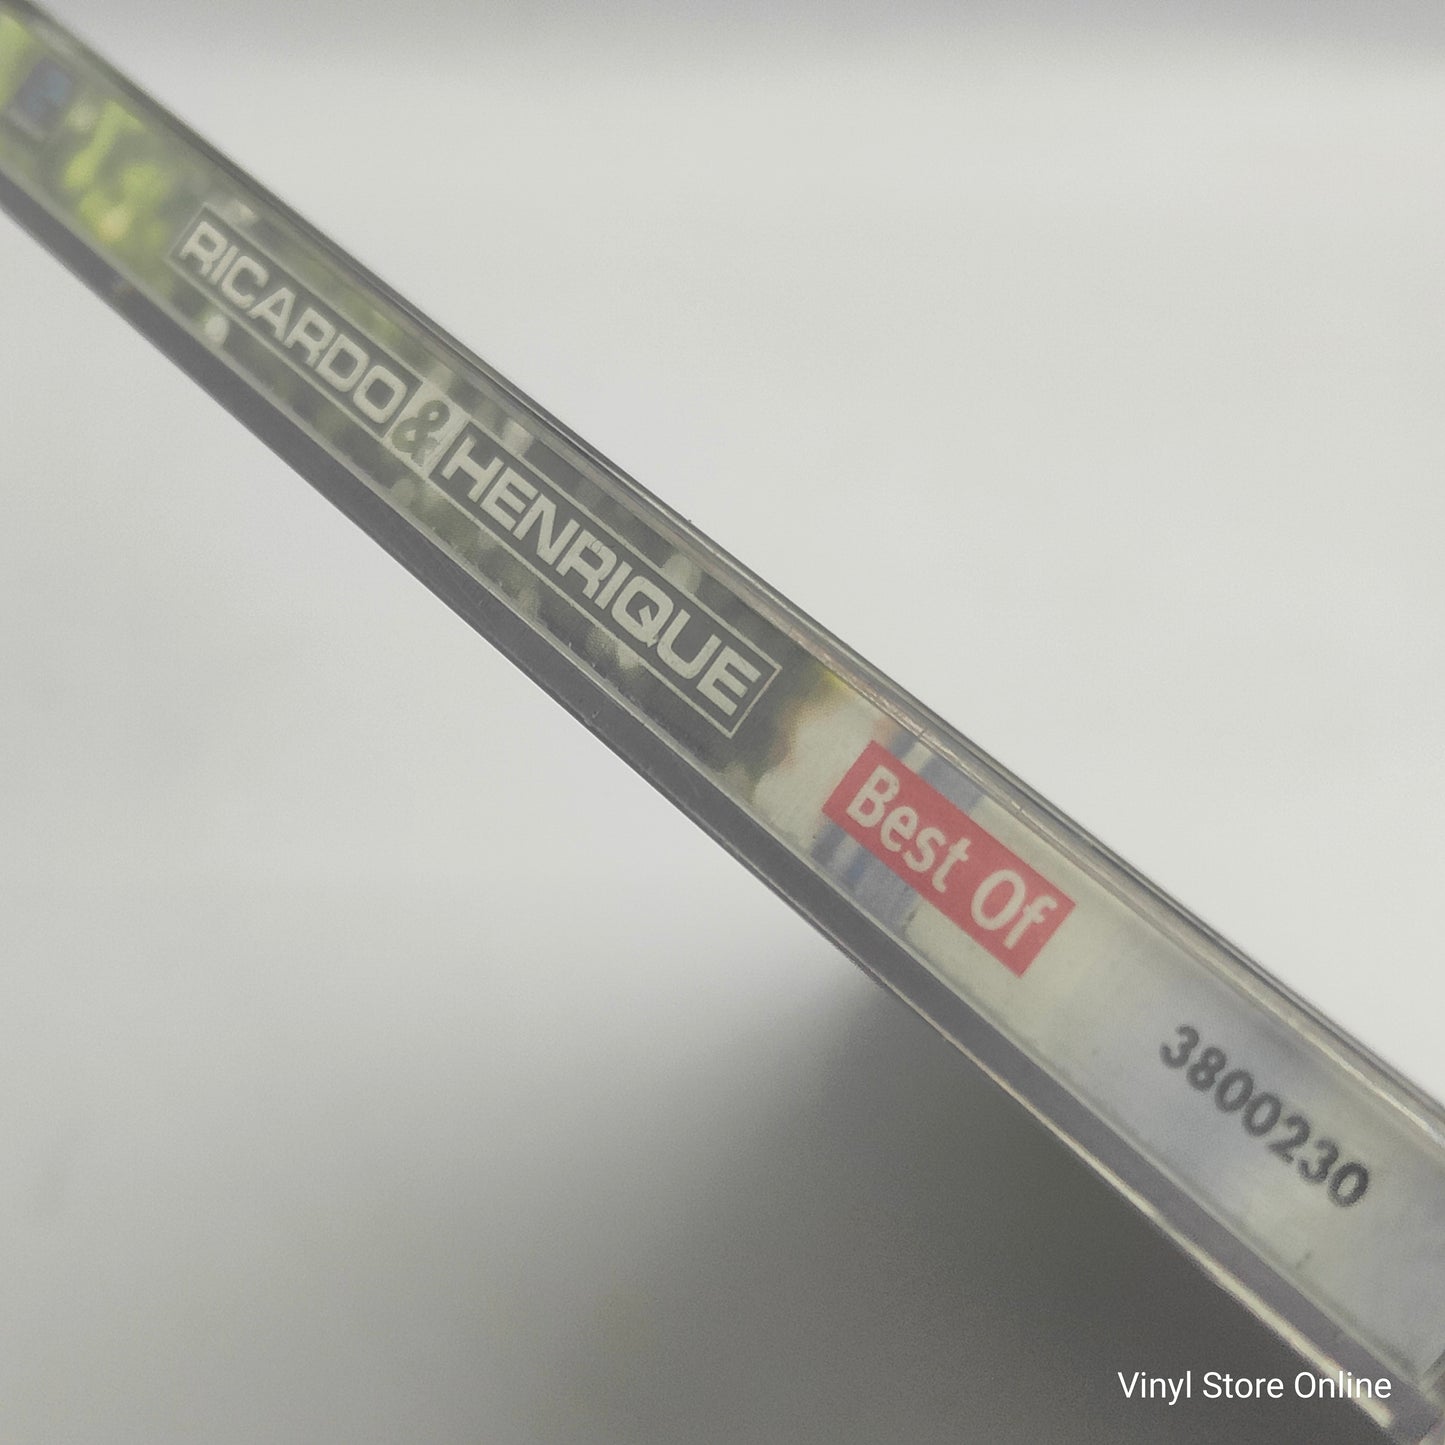 RICARDO & HENRIQUE
Best Of
3800230
Vinyl Store Online